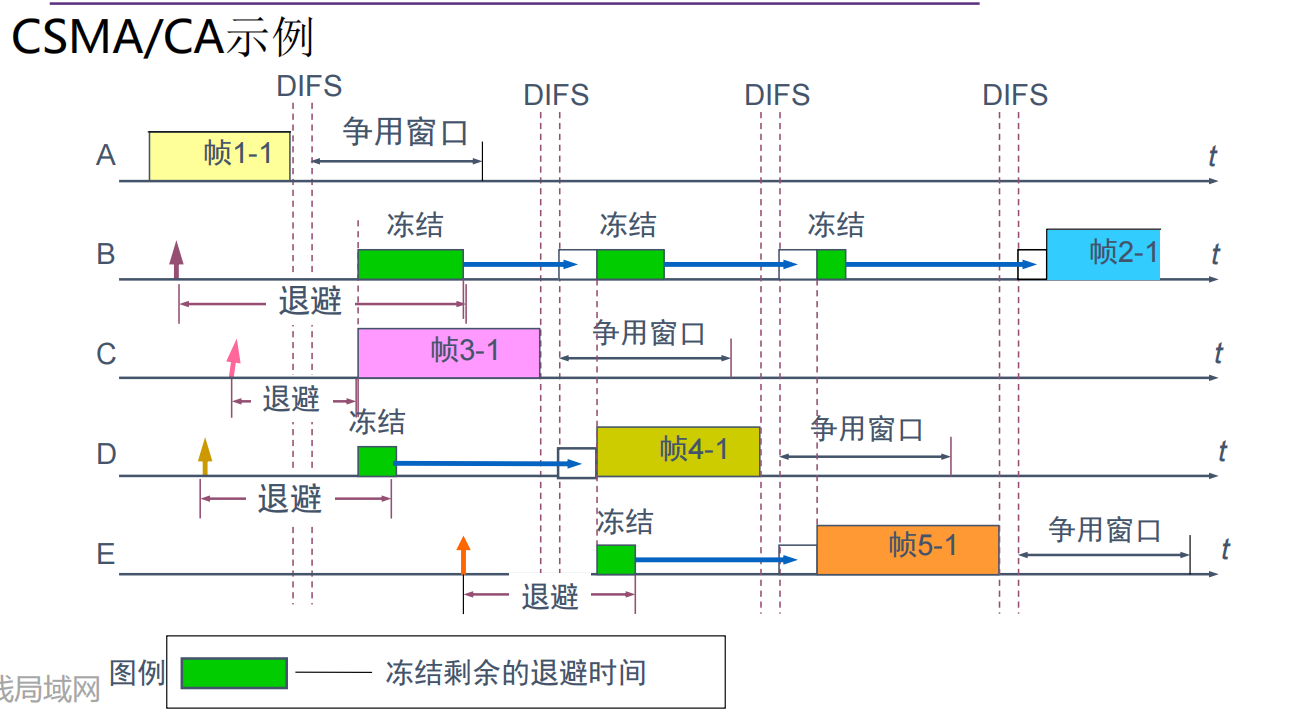 CSMA/CA示例
DIFS
DIFS
DIFS
DIFS
A
帧1-1
争用窗口
t
B
冻结
冻结
冻结
帧2-1
t
退避
C
帧3-1
争用窗口
t
退避
冻结
D
帧4-1
争用窗口
t
退避
冻结
E
帧5-1
争用窗口
t
退避
图例
冻结剩余的退避时间
线局域网